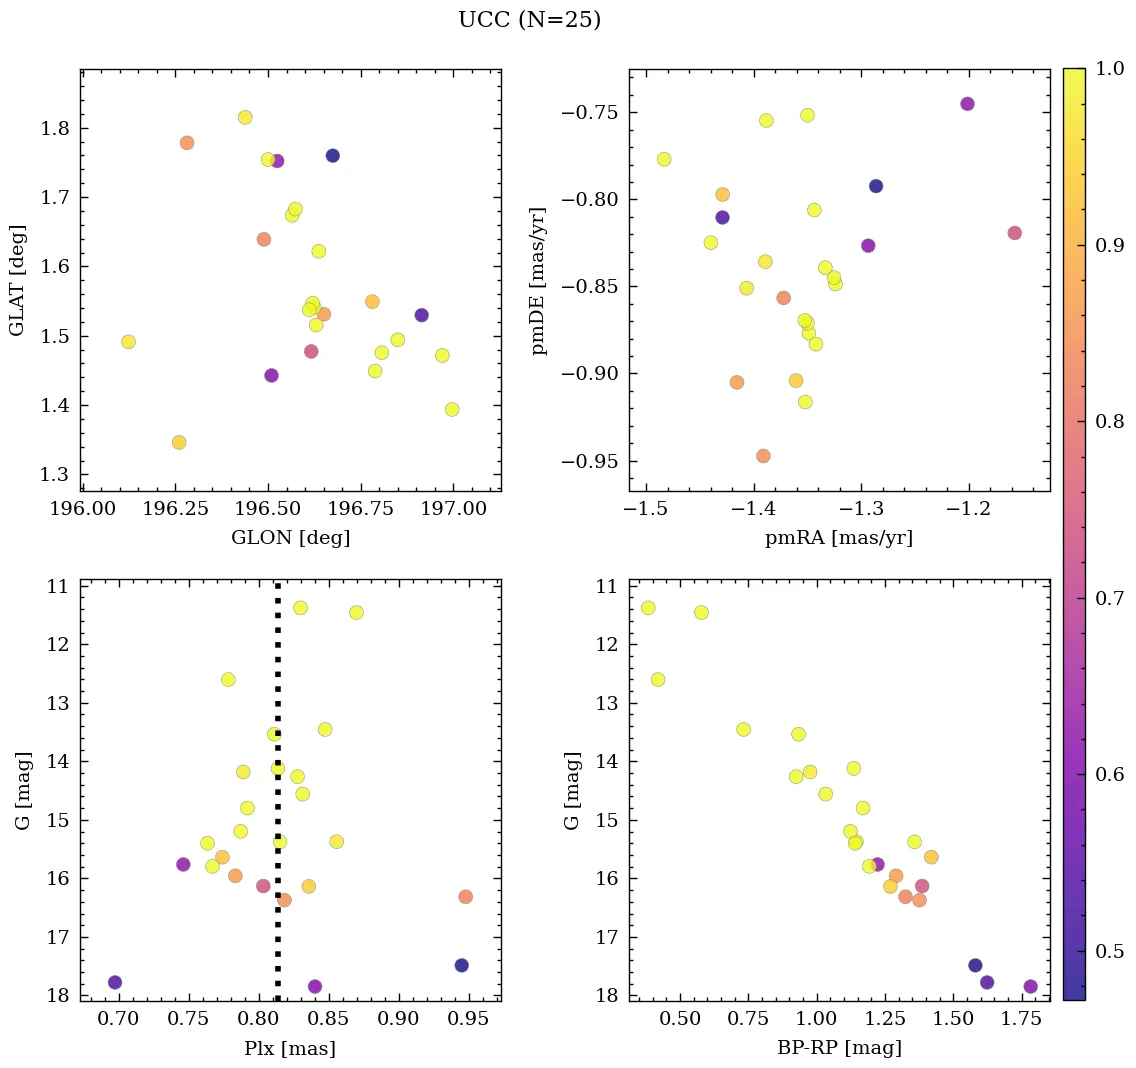 UCC (N=25)
1.8
1.7
1.6
1.5
1.4
1.3
GLAT [deg]
196.00 196.25 196.50 196.75 197.00
GLON [deg]
−0.75
−0.80
−0.85
−0.90
−0.95
pmDE [mas/yr]
−1.5 −1.4 −1.3 −1.2
pmRA [mas/yr]
11
12
13
14
15
16
17
18
G [mag]
0.70 0.75 0.80 0.85 0.90 0.95
Plx [mas]
11
12
13
14
15
16
17
18
G [mag]
0.50 0.75 1.00 1.25 1.50 1.75
BP-RP [mag]
1.0
0.9
0.8
0.7
0.6
0.5